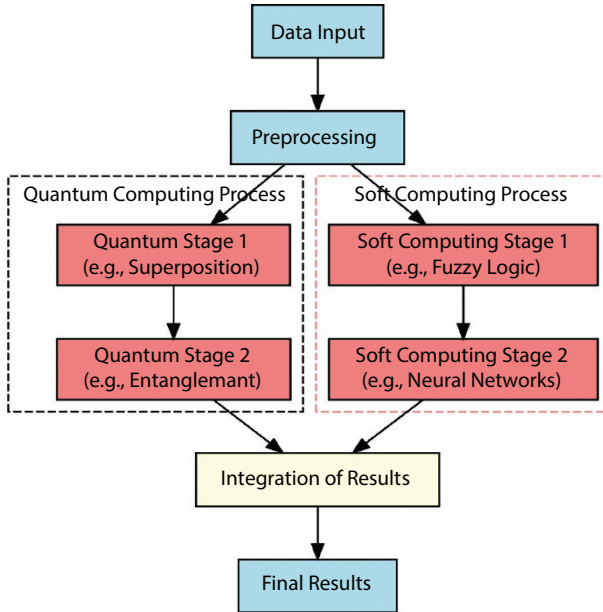 Data Input
Preprocessing
Quantum Computing Process
Soft Computing Process
Quantum Stage 1
(e.g., Superposition)
Soft Computing Stage 1
(e.g., Fuzzy Logic)
Quantum Stage 2
(e.g., Entanglemant)
Soft Computing Stage 2
(e.g., Neural Networks)
Integration of Results
Final Results